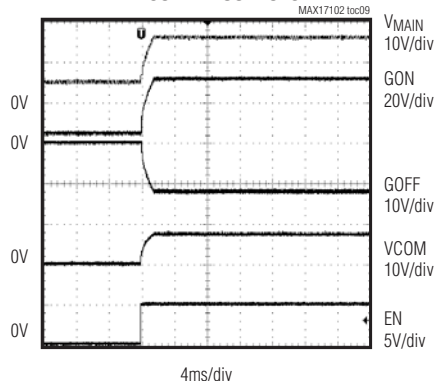 MAX17102 toc09
VMAIN
10V/div
GON
20V/div
0V
0V
GOFF
10V/div
0V
VCOM
10V/div
0V
EN
5V/div
4ms/div